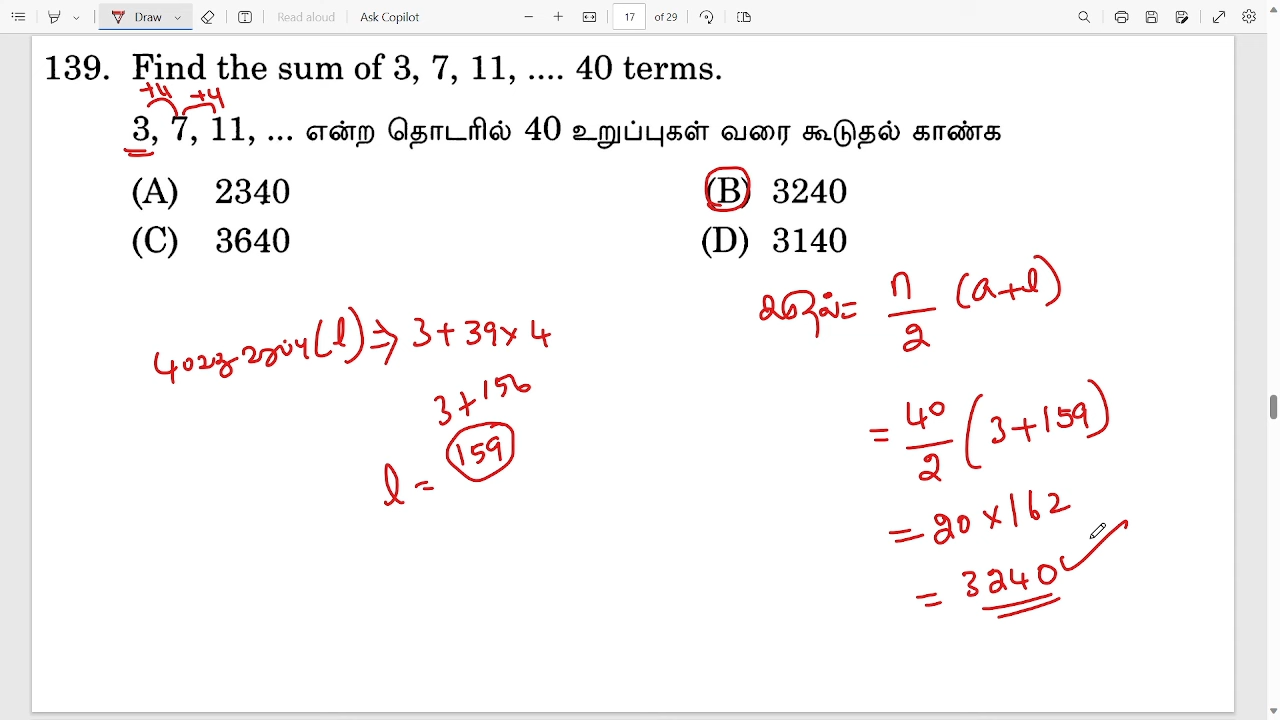 Draw
Read aloud
Ask Copilot
17 of 29
139. Find the sum of 3, 7, 11, .... 40 terms.
+4 +4
3, 7, 11, ... என்ற தொடரில் 40 உறுப்புகள் வரை கூடுதல் காண்க
(A) 2340
(B) 3240
(C) 3640
(D) 3140
(l) ⇒ 3 + 39 × 4
3 + 156
l = 159
= n/2 (a+l)
= 40/2 (3+159)
= 20 × 162
= 3240